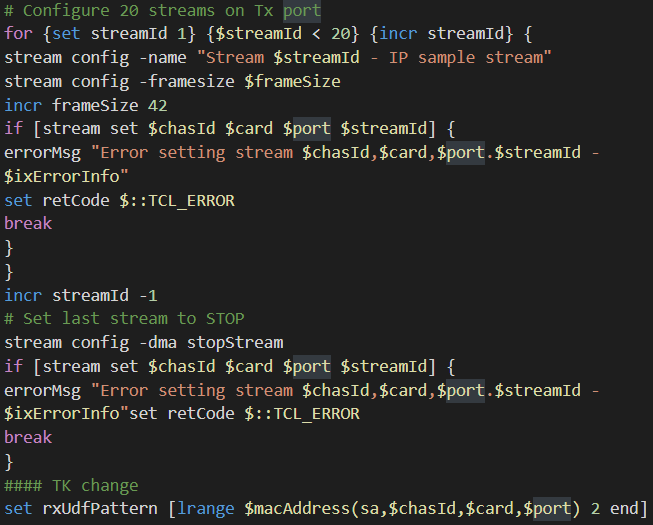 # Configure 20 streams on Tx port
for {set streamId 1} {$streamId < 20} {incr streamId} {
stream config -name "Stream $streamId - IP sample stream"
stream config -framesize $frameSize
incr frameSize 42
if [stream set $chasId $card $port $streamId] {
errorMsg "Error setting stream $chasId,$card,$port.$streamId -
$ixErrorInfo"
set retCode $::TCL_ERROR
break
}
}
incr streamId -1
# Set last stream to STOP
stream config -dma stopStream
if [stream set $chasId $card $port $streamId] {
errorMsg "Error setting stream $chasId,$card,$port.$streamId -
$ixErrorInfo"set retCode $::TCL_ERROR
break
}
#### TK change
set rxUdfPattern [lrange $macAddress(sa,$chasId,$card,$port) 2 end]